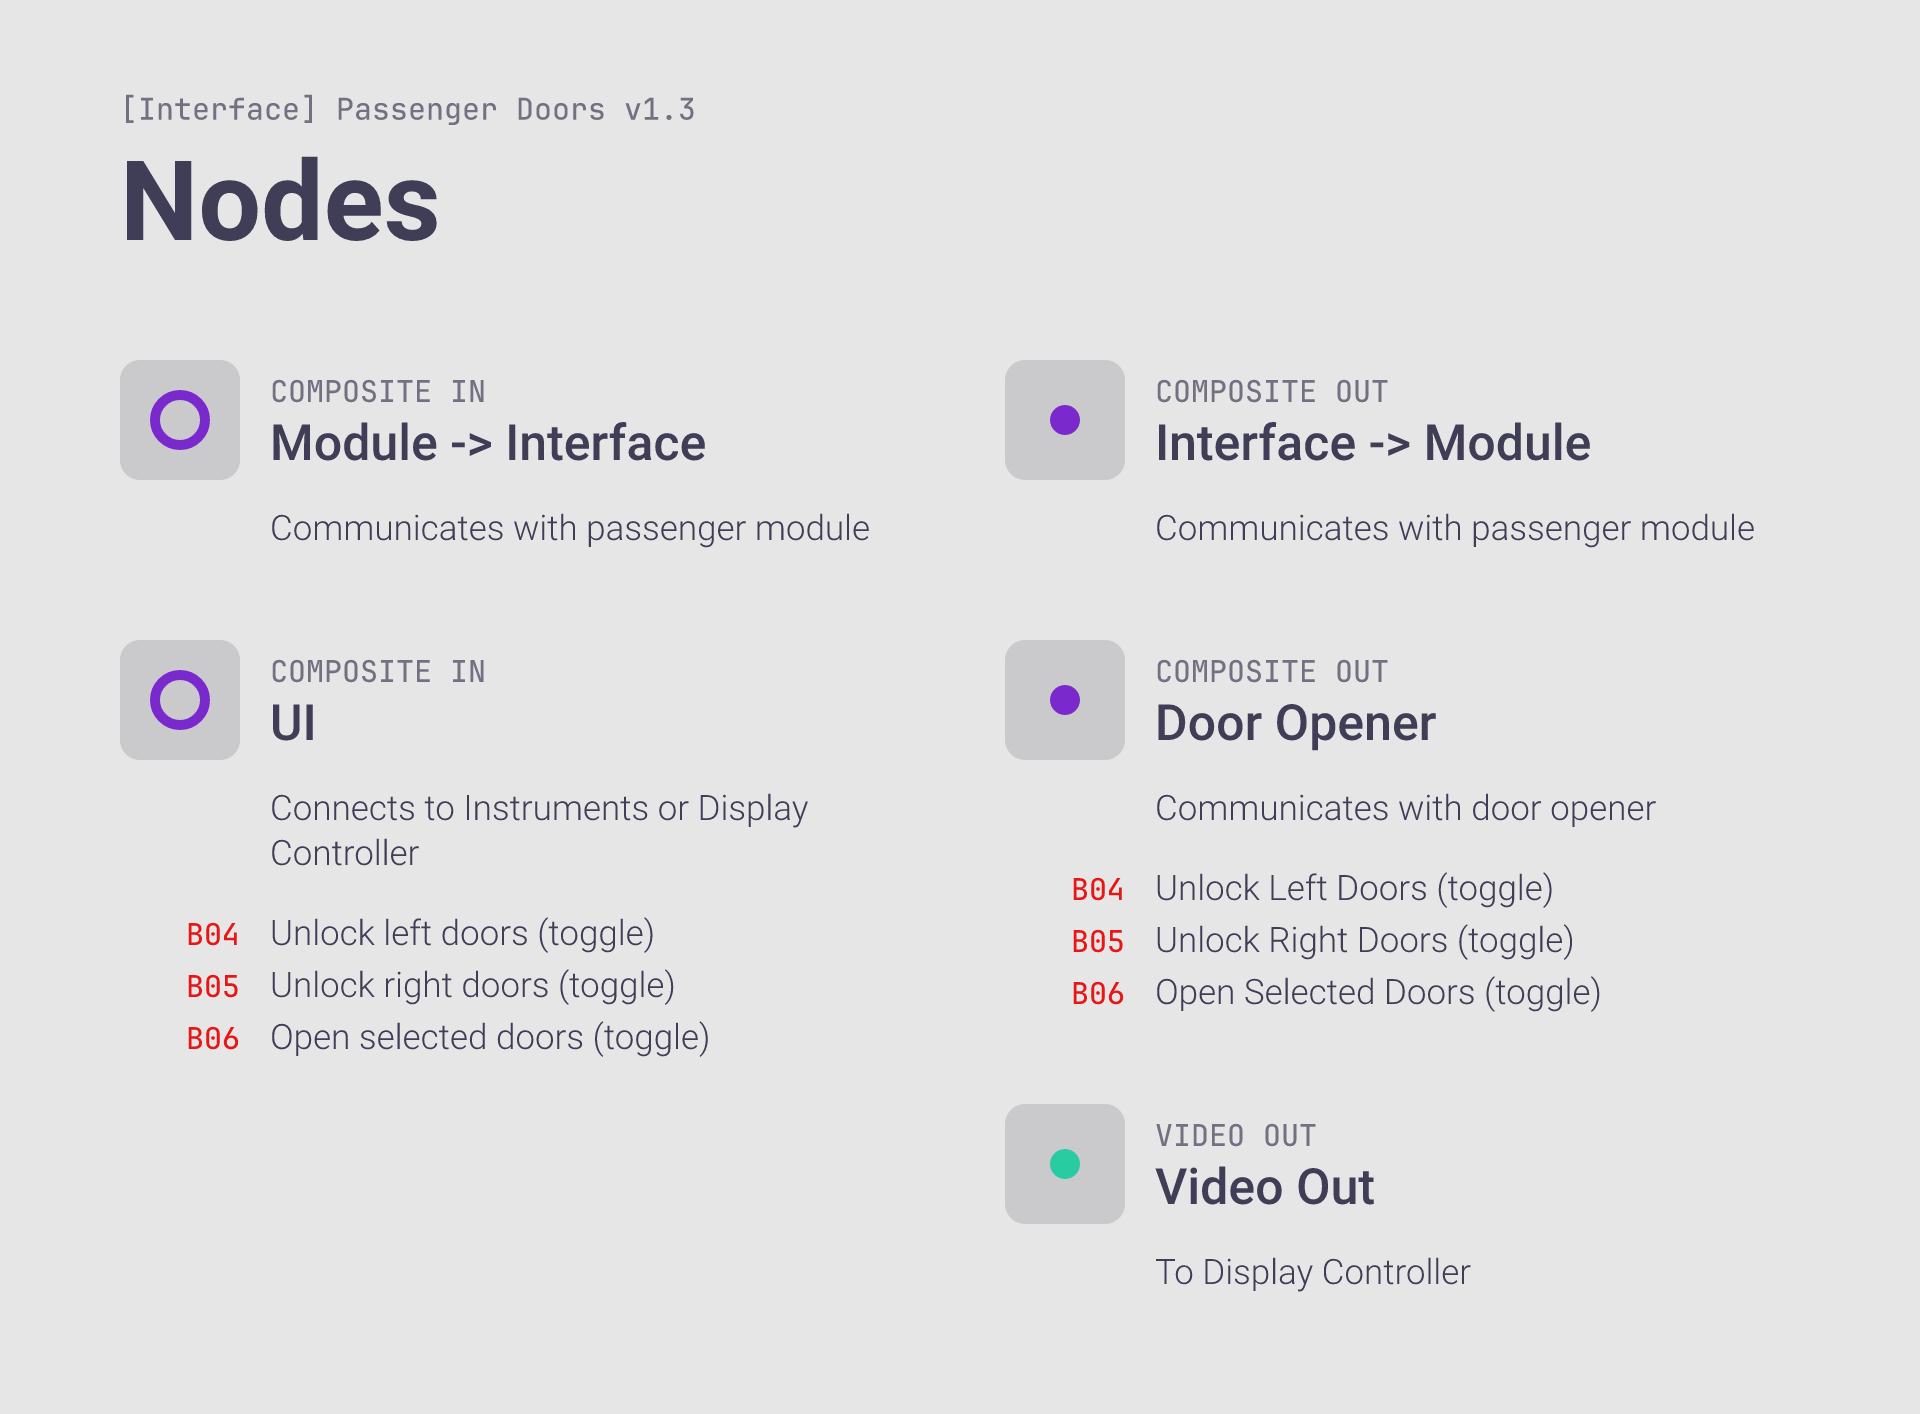 [Interface] Passenger Doors v1.3
Nodes
COMPOSITE IN
Module -> Interface
Communicates with passenger module
COMPOSITE IN
UI
Connects to Instruments or Display
Controller
B04 Unlock left doors (toggle)
B05 Unlock right doors (toggle)
B06 Open selected doors (toggle)
COMPOSITE OUT
Interface -> Module
Communicates with passenger module
COMPOSITE OUT
Door Opener
Communicates with door opener
B04 Unlock Left Doors (toggle)
B05 Unlock Right Doors (toggle)
B06 Open Selected Doors (toggle)
VIDEO OUT
Video Out
To Display Controller